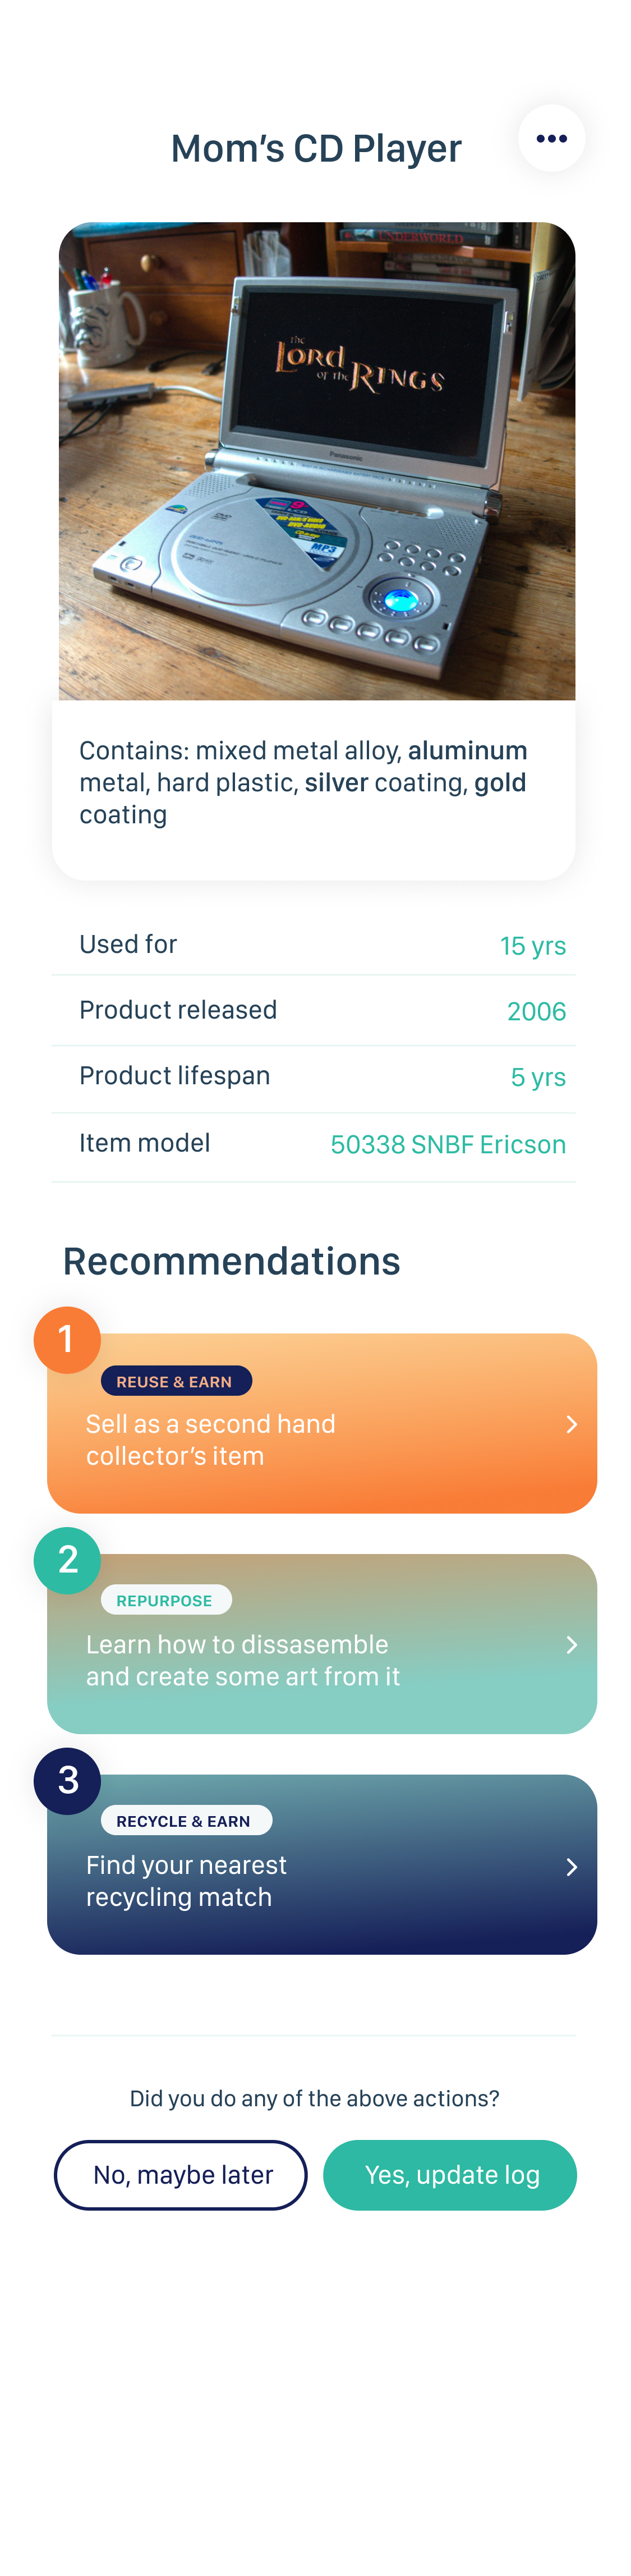 Mom’s CD Player
UNDERWORLD
the
Lord
of the Rings
Panasonic
DVD-AUDIO
MP3
Contains: mixed metal alloy, aluminum
metal, hard plastic, silver coating, gold
coating
Used for 15 yrs
Product released 2006
Product lifespan 5 yrs
Item model 50338 SNBF Ericson
Recommendations
1
REUSE & EARN
Sell as a second hand
collector’s item
2
REPURPOSE
Learn how to dissasemble
and create some art from it
3
RECYCLE & EARN
Find your nearest
recycling match
Did you do any of the above actions?
No, maybe later Yes, update log